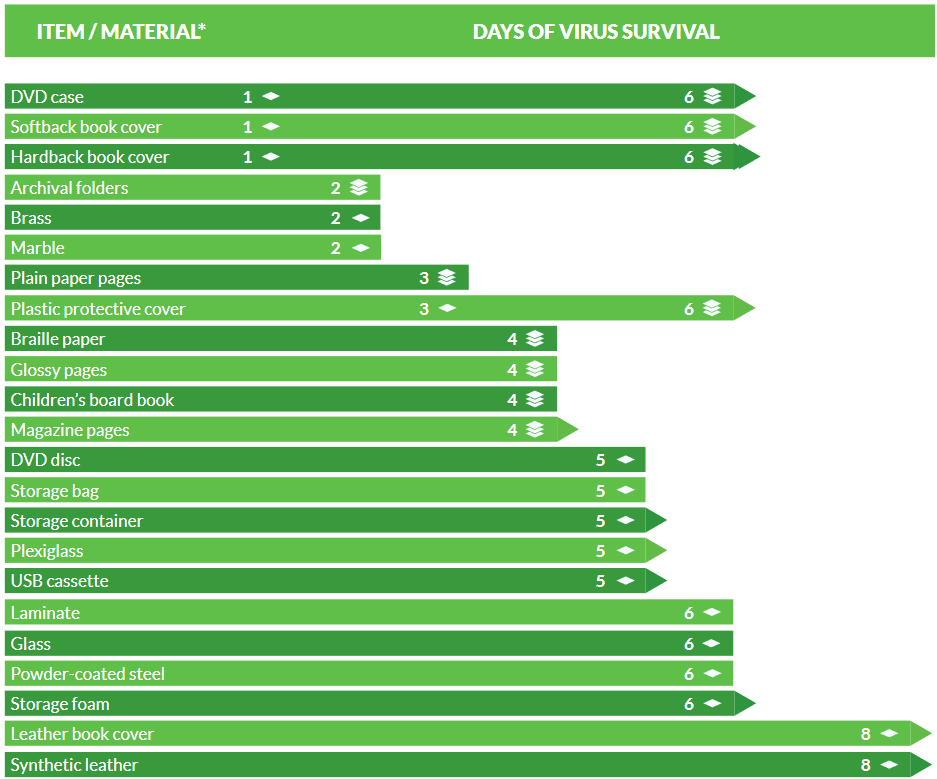 ITEM / MATERIAL* DAYS OF VIRUS SURVIVAL
DVD case 1 6
Softback book cover 1 6
Hardback book cover 1 6
Archival folders 2
Brass 2
Marble 2
Plain paper pages 3
Plastic protective cover 3 6
Braille paper 4
Glossy pages 4
Children’s board book 4
Magazine pages 4
DVD disc 5
Storage bag 5
Storage container 5
Plexiglass 5
USB cassette 5
Laminate 6
Glass 6
Powder-coated steel 6
Storage foam 6
Leather book cover 8
Synthetic leather 8